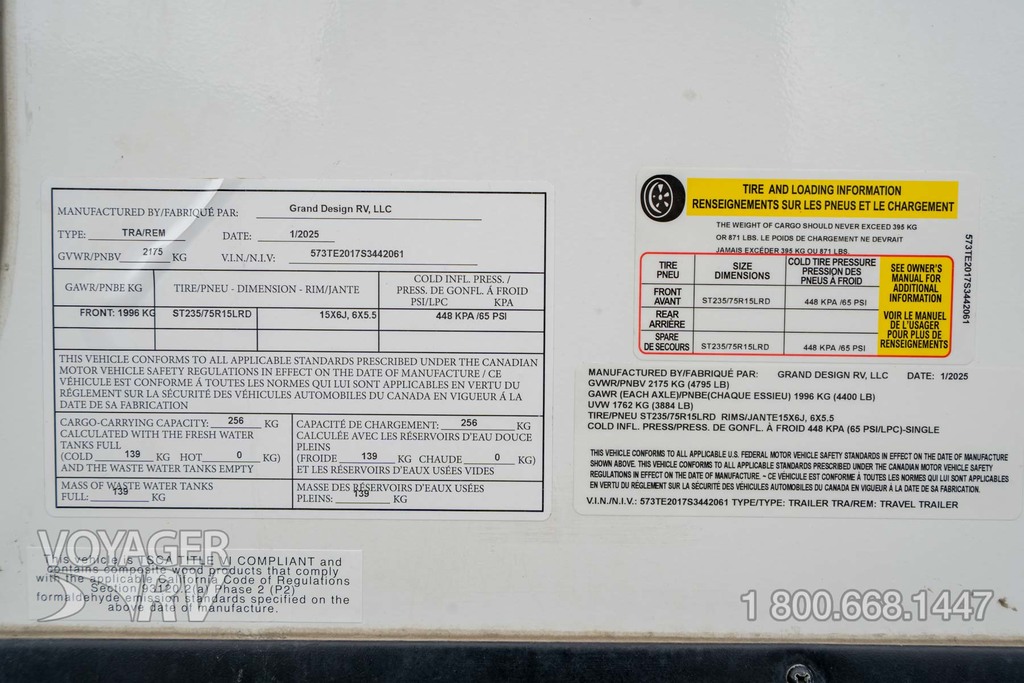 MANUFACTURED BY/FABRIQUÉ PAR: Grand Design RV, LLC
TYPE: TRA/REM DATE: 1/2025
GVWR/PNBV 2175 KG V.I.N./N.I.V: 573TE2017S3442061
GAWR/PNBE KG TIRE/PNEU - DIMENSION - RIM/JANTE COLD INFL. PRESS. /
PRESS. DE GONFL. À FROID
PSI/LPC KPA
FRONT: 1996 KG ST235/75R15LRD 15X6J, 6X5.5 448 KPA /65 PSI
THIS VEHICLE CONFORMS TO ALL APPLICABLE STANDARDS PRESCRIBED UNDER THE CANADIAN
MOTOR VEHICLE SAFETY REGULATIONS IN EFFECT ON THE DATE OF MANUFACTURE / CE
VÉHICULE EST CONFORME À TOUTES LES NORMES QUI LUI SONT APPLICABLES EN VERTU DU
RÉGLEMENT SUR LA SÉCURITÉ DES VÉHICULES AUTOMOBILES DU CANADA EN VIGUEUR À LA
DATE DE SA FABRICATION
CARGO-CARRYING CAPACITY: 256 KG
CALCULATED WITH THE FRESH WATER
TANKS FULL
(COLD 139 KG HOT 0 KG)
AND THE WASTE WATER TANKS EMPTY
CAPACITÉ DE CHARGEMENT: 256 KG
CALCULÉE AVEC LES RÉSERVOIRS D'EAU DOUCE
PLEINS
(FROIDE 139 KG CHAUDE 0 KG)
ET LES RÉSERVOIRS D'EAUX USÉES VIDES
MASS OF WASTE WATER TANKS
FULL: 139 KG
MASSE DES RÉSERVOIRS D'EAUX USÉES
PLEINS: 139 KG
This vehicle is TSCA TITLE VI COMPLIANT and
contains composite wood products that comply
with the applicable California Code of Regulations
Section 93120.2(a) Phase 2 (P2)
formaldehyde emission standards specified on the
above date of manufacture.
VOYAGER
RV
TIRE AND LOADING INFORMATION
RENSEIGNEMENTS SUR LES PNEUS ET LE CHARGEMENT
THE WEIGHT OF CARGO SHOULD NEVER EXCEED 395 KG
OR 871 LBS. LE POIDS DE CHARGEMENT NE DEVRAIT
JAMAIS EXCÉDER 395 KG OU 871 LBS.
TIRE
PNEU
SIZE
DIMENSIONS
COLD TIRE PRESSURE
PRESSION DES
PNEUS À FROID
FRONT
AVANT
ST235/75R15LRD 448 KPA /65 PSI
REAR
ARRIÈRE
SPARE
DE SECOURS
ST235/75R15LRD 448 KPA /65 PSI
SEE OWNER'S
MANUAL FOR
ADDITIONAL
INFORMATION
VOIR LE MANUEL
DE L'USAGER
POUR PLUS DE
RENSEIGNEMENTS
573TE2017S3442061
MANUFACTURED BY/FABRIQUÉ PAR: GRAND DESIGN RV, LLC DATE: 1/2025
GVWR/PNBV 2175 KG (4795 LB)
GAWR (EACH AXLE)/PNBE(CHAQUE ESSIEU) 1996 KG (4400 LB)
UVW 1762 KG (3884 LB)
TIRE/PNEU ST235/75R15LRD RIMS/JANTE15X6J, 6X5.5
COLD INFL. PRESS/PRESS. DE GONFL. À FROID 448 KPA (65 PSI/LPC)-SINGLE
THIS VEHICLE CONFORMS TO ALL APPLICABLE U.S. FEDERAL MOTOR VEHICLE SAFETY STANDARDS IN EFFECT ON THE DATE OF MANUFACTURE
SHOWN ABOVE. THIS VEHICLE CONFORMS TO ALL APPLICABLE STANDARDS PRESCRIBED UNDER THE CANADIAN MOTOR VEHICLE SAFETY
REGULATIONS IN EFFECT ON THE DATE OF MANUFACTURE. - CE VÉHICULE EST CONFORME À TOUTES LES NORMES QUI LUI SONT APPLICABLES
EN VERTU DU RÉGLEMENT SUR LA SÉCURITÉ DES VÉHICULES AUTOMOBILES DU CANADA EN VIGUEUR À LA DATE DE SA FABRICATION.
V.I.N./N.I.V.: 573TE2017S3442061 TYPE/TYPE: TRAILER TRA/REM: TRAVEL TRAILER
1 800.668.1447